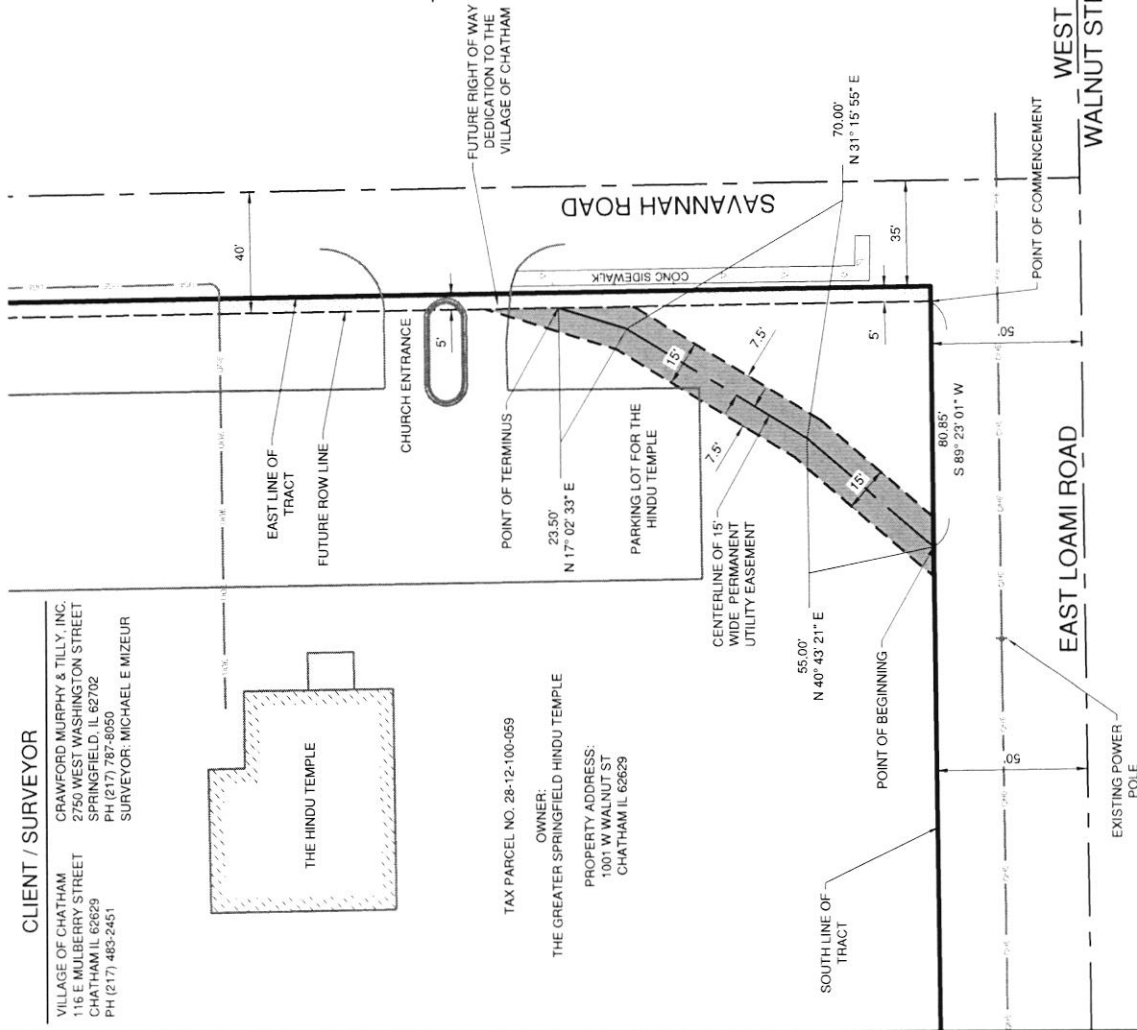 CLIENT / SURVEYOR
VILLAGE OF CHATHAM
116 E MULBERRY STREET
CHATHAM IL 62629
PH (217) 483-2451
CRAWFORD MURPHY & TILLY, INC.
2750 WEST WASHINGTON STREET
SPRINGFIELD, IL 62702
PH (217) 787-8050
SURVEYOR: MICHAEL E MIZEUR
THE HINDU TEMPLE
TAX PARCEL NO. 28-12-100-059
OWNER:
THE GREATER SPRINGFIELD HINDU TEMPLE
PROPERTY ADDRESS:
1001 W WALNUT ST
CHATHAM IL 62629
EAST LINE OF
TRACT
FUTURE ROW LINE
CHURCH ENTRANCE
40'
5'
FUTURE RIGHT OF WAY
DEDICATION TO THE
VILLAGE OF CHATHAM
SAVANNAH ROAD
CONC SIDEWALK
POINT OF TERMINUS
23.50'
N 17° 02' 33" E
PARKING LOT FOR THE
HINDU TEMPLE
70.00'
N 31° 15' 55" E
35'
15'
7.5'
7.5'
15'
5'
CENTERLINE OF 15'
WIDE PERMANENT
UTILITY EASEMENT
55.00'
N 40° 43' 21" E
POINT OF BEGINNING
80.85'
S 89° 23' 01" W
POINT OF COMMENCEMENT
50'
50'
SOUTH LINE OF
TRACT
EAST LOAMI ROAD
WEST
WALNUT
EXISTING POWER
POLE